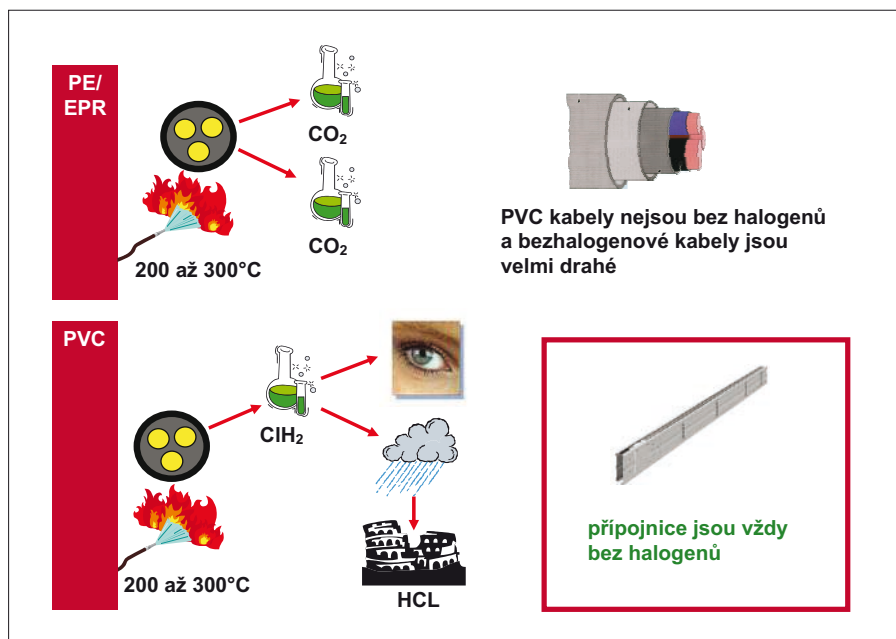 PE/
EPR
CO₂
CO₂
200 až 300°C
PVC kabely nejsou bez halogenů
a bezhalogenové kabely jsou
velmi drahé
PVC
ClH₂
200 až 300°C
HCL
přípojnice jsou vždy
bez halogenů